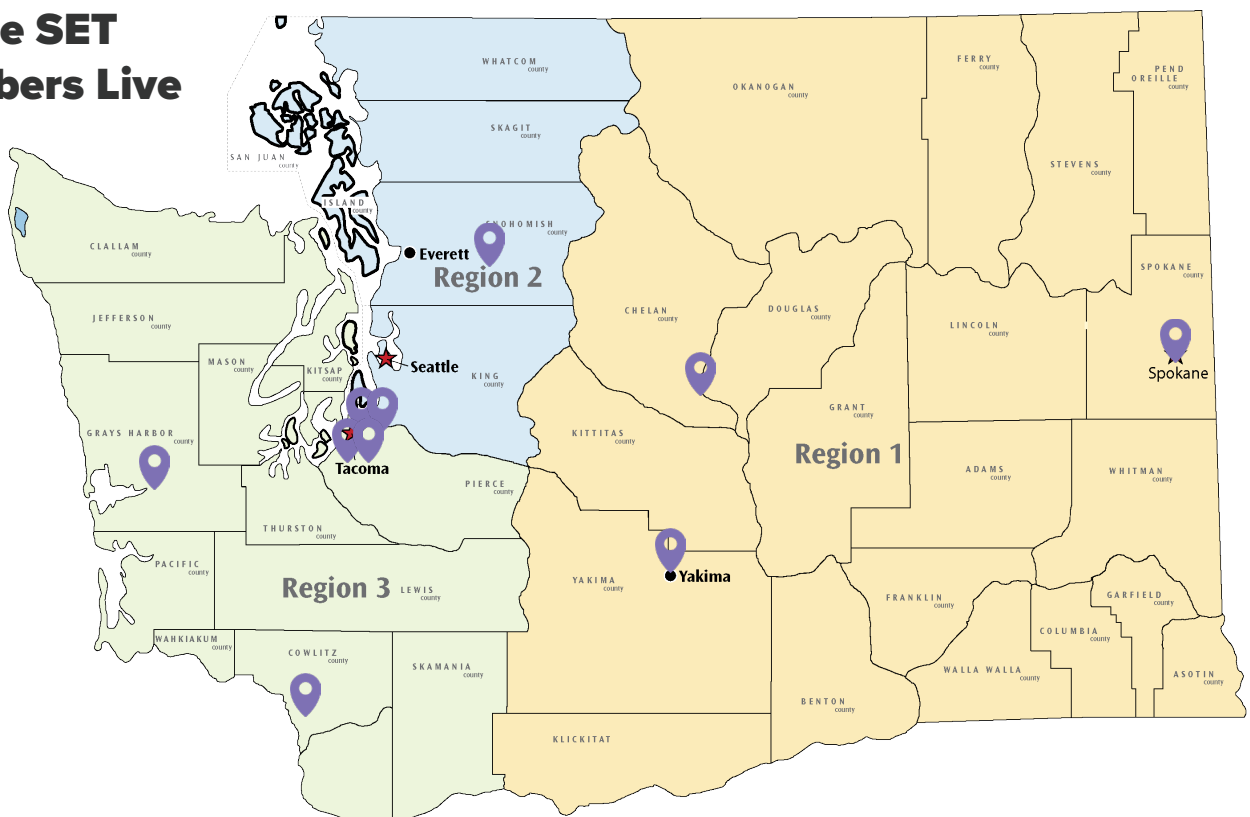 e SET
bers Live
WHATCOM
county
SKAGIT
county
SAN JUAN
county
ISLAND
county
SNOHOMISH
county
Everett
Region 2
OKANOGAN
county
FERRY
county
PEND
OREILLE
county
STEVENS
county
CLALLAM
county
JEFFERSON
county
MASON
county
KITSAP
county
Seattle
KING
county
CHELAN
county
DOUGLAS
county
LINCOLN
county
SPOKANE
county
Spokane
GRAYS HARBOR
county
Tacoma
PIERCE
county
KITTITAS
county
GRANT
county
Region 1
ADAMS
county
WHITMAN
county
THURSTON
county
PACIFIC
county
Region 3
LEWIS
county
Yakima
YAKIMA
county
FRANKLIN
county
GARFIELD
county
COLUMBIA
county
WAHKIAKUM
county
COWLITZ
county
SKAMANIA
county
WALLA WALLA
county
ASOTIN
county
BENTON
county
KLICKITAT